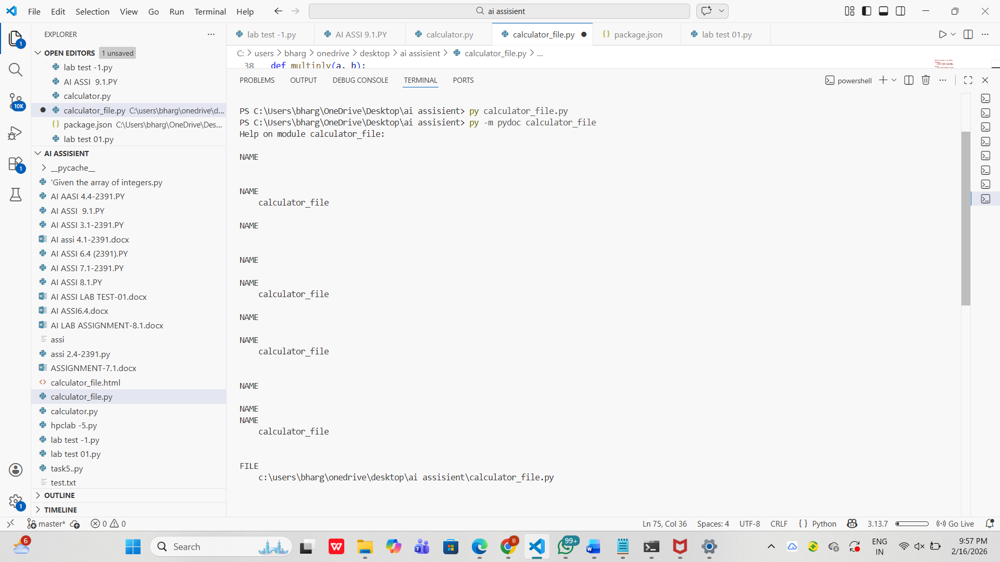 File Edit Selection View Go Run Terminal Help
ai assisient
EXPLORER
OPEN EDITORS 1 unsaved
lab test -1.py
AI ASSI  9.1.PY
calculator.py
calculator_file.py C:\users\bharg\onedrive\d...
package.json C:\Users\bharg\OneDrive\Des...
lab test 01.py
AI ASSISIENT
__pycache__
'Given the array of integers.py
AI AASI 4.4-2391.PY
AI ASSI  9.1.PY
AI ASSI 3.1-2391.PY
AI assi 4.1-2391.docx
AI ASSI 6.4 (2391).PY
AI ASSI 7.1-2391.PY
AI ASSI 8.1.PY
AI ASSI LAB TEST-01.docx
AI ASSI6.4.docx
AI LAB ASSIGNMENT-8.1.docx
assi
assi 2.4-2391.py
ASSIGNMENT-7.1.docx
calculator_file.html
calculator_file.py
calculator.py
hpclab -5.py
lab test -1.py
lab test 01.py
task5..py
test.txt
OUTLINE
TIMELINE
1
10K
1
1
lab test -1.py AI ASSI 9.1.PY calculator.py calculator_file.py package.json lab test 01.py
C: > users > bharg > onedrive > desktop > ai assisient > calculator_file.py > ...
38 def multiply(a, b):
PROBLEMS OUTPUT DEBUG CONSOLE TERMINAL PORTS
powershell
PS C:\Users\bharg\OneDrive\Desktop\ai assisient> py calculator_file.py
PS C:\Users\bharg\OneDrive\Desktop\ai assisient> py -m pydoc calculator_file
Help on module calculator_file:
NAME
NAME
calculator_file
NAME
NAME
NAME
calculator_file
NAME
NAME
calculator_file
NAME
NAME
NAME
calculator_file
FILE
c:\users\bharg\onedrive\desktop\ai assisient\calculator_file.py
master* 0 0 Ln 75, Col 36 Spaces: 4 UTF-8 CRLF { } Python 3.13.7 Go Live
6 Search 99+ B
ENG
IN
9:57 PM
2/16/2026